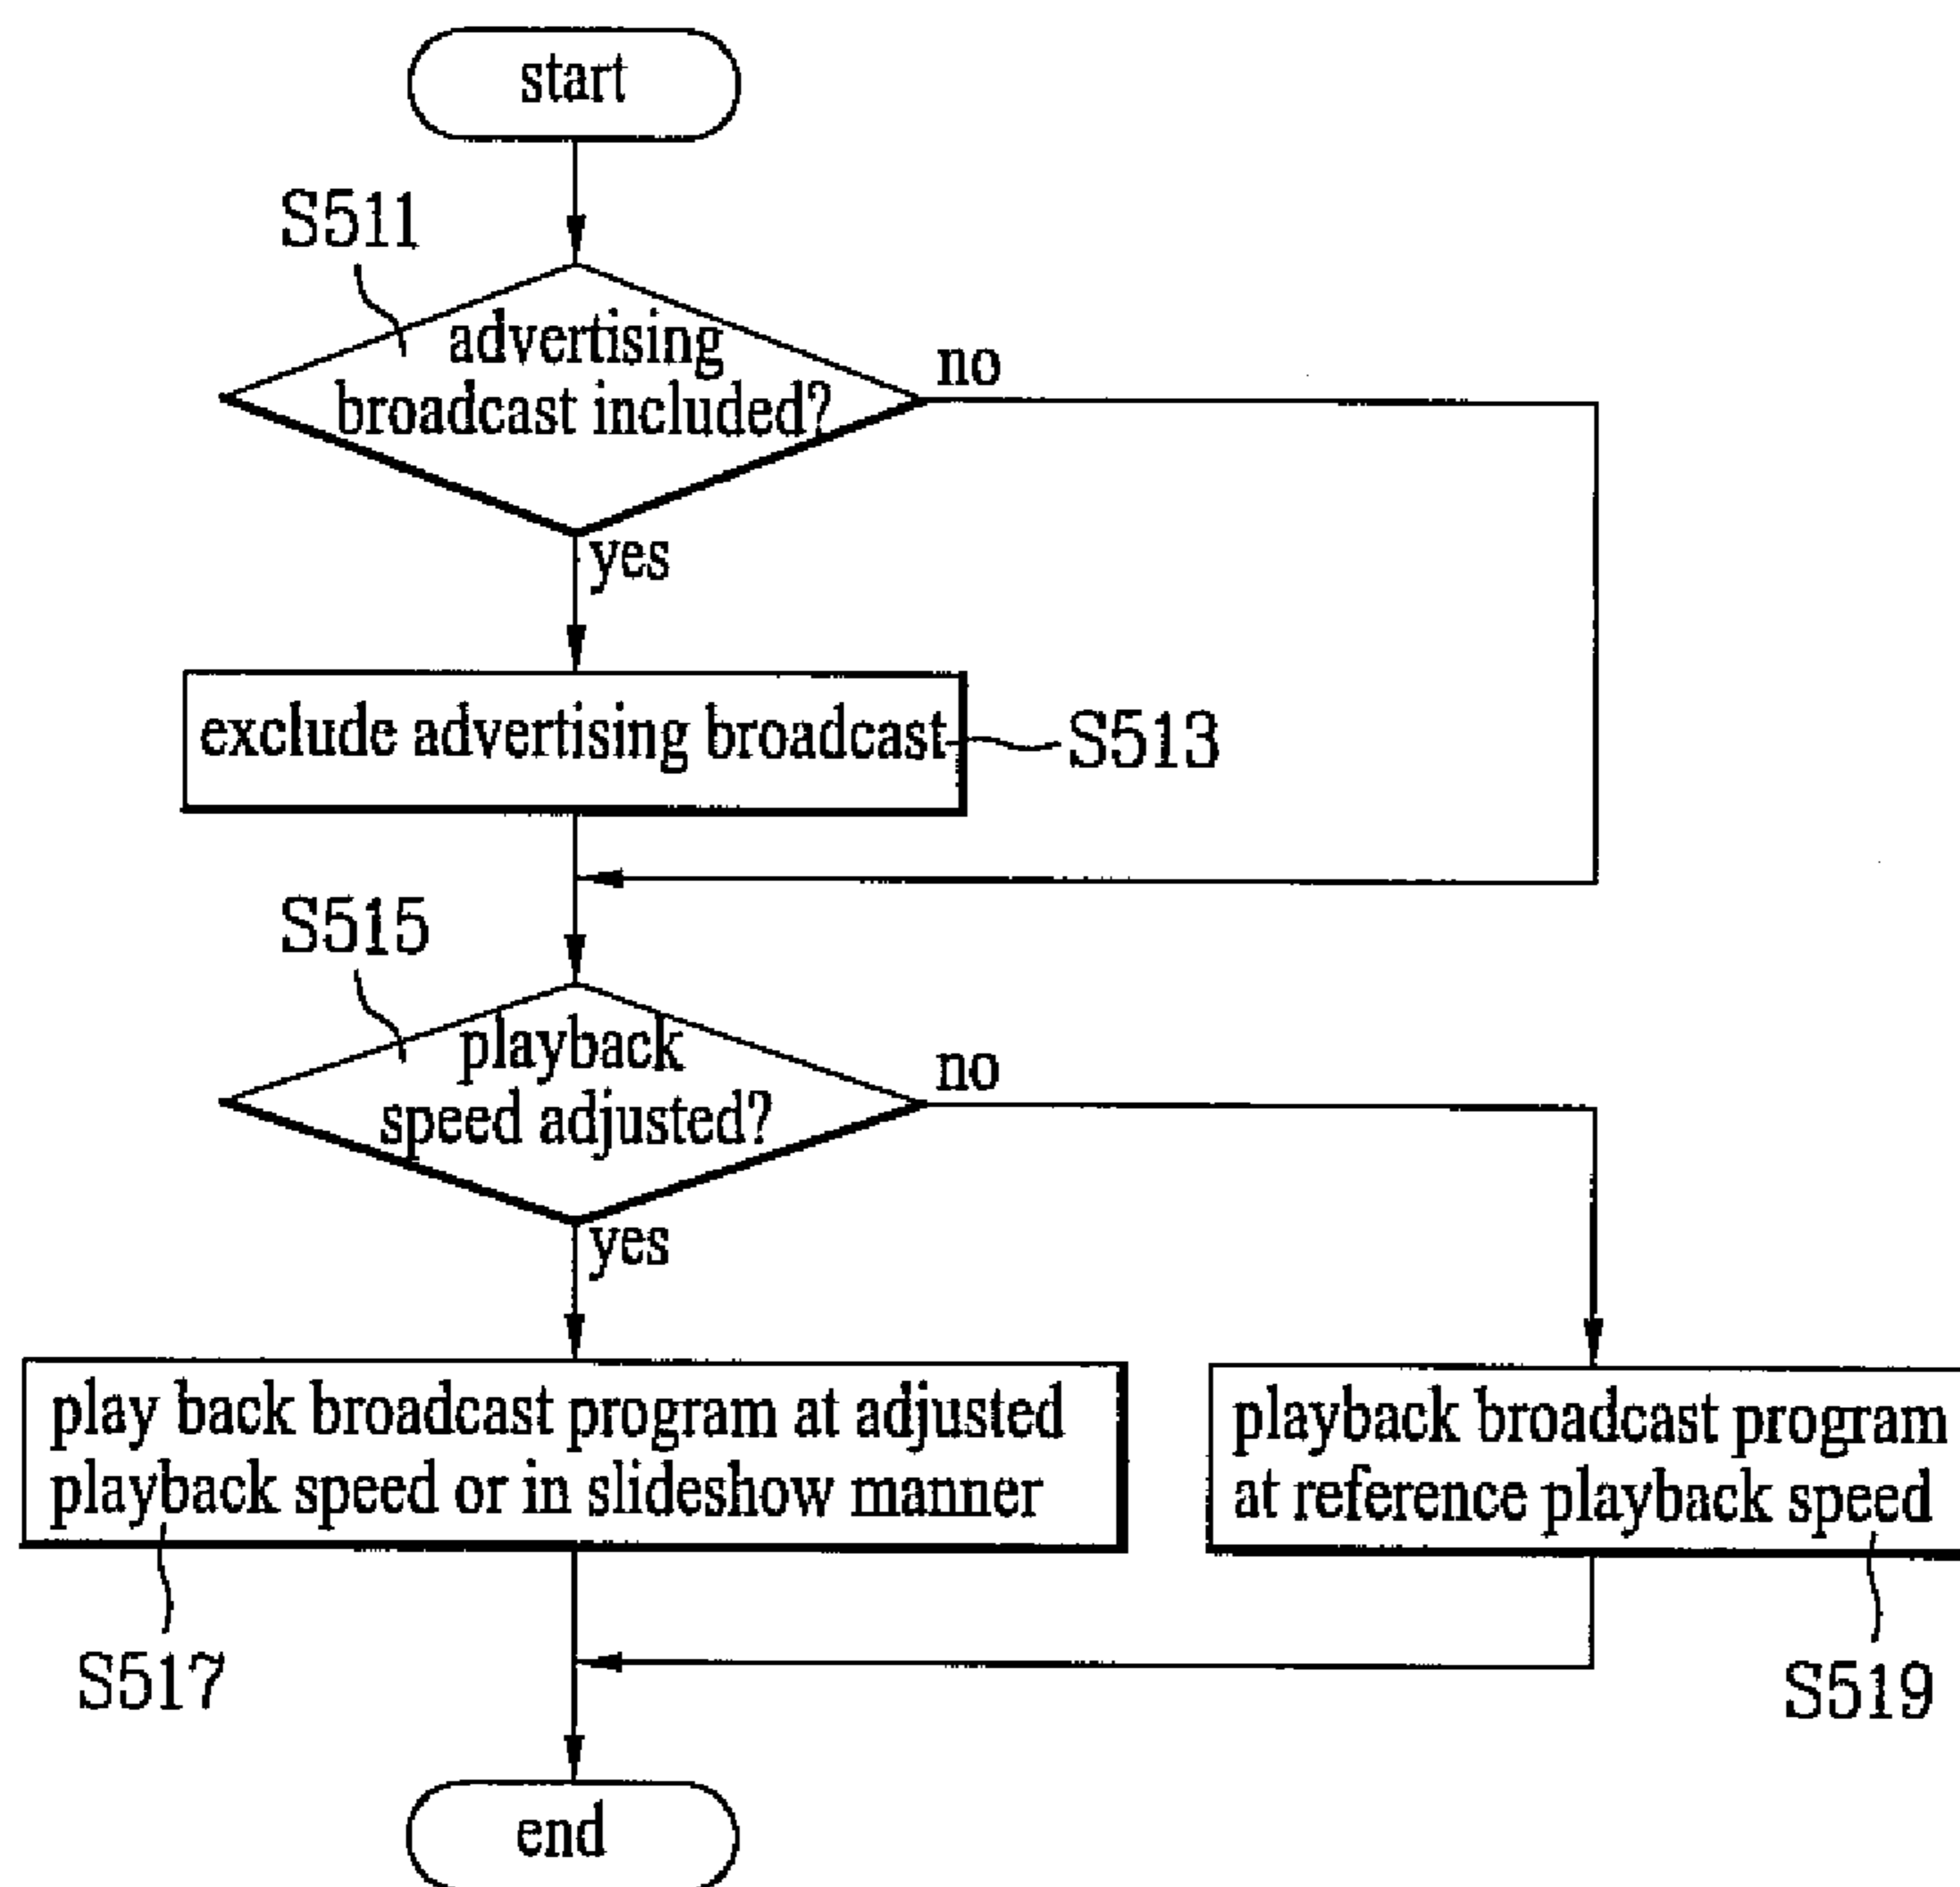 start
S511
advertising
broadcast included?
no
yes
exclude advertising broadcast
S513
S515
playback
speed adjusted?
no
yes
play back broadcast program at adjusted
playback speed or in slideshow manner
playback broadcast program
at reference playback speed
S517
S519
end